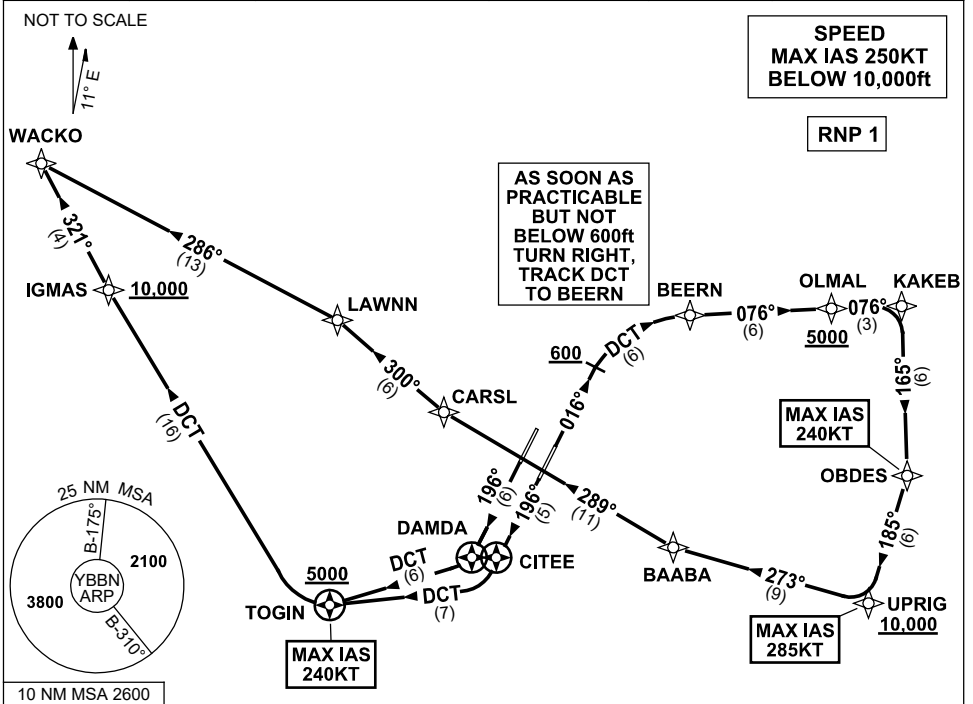 NOT TO SCALE
11° E
SPEED
MAX IAS 250KT
BELOW 10,000ft
RNP 1
WACKO
321°
(4)
286°
(13)
IGMAS
10,000
LAWNN
AS SOON AS
PRACTICABLE
BUT NOT
BELOW 600ft
TURN RIGHT,
TRACK DCT
TO BEERN
BEERN
076°
(6)
OLMAL
5000
076°
(3)
KAKEB
600
DCT
(6)
016°
300°
(6)
CARSL
165°
(6)
MAX IAS
240KT
OBDES
DCT
(16)
196°
(6)
196°
(5)
289°
(11)
185°
(6)
25 NM MSA
B-175°
2100
3800
YBBN
ARP
B-310°
10 NM MSA 2600
DAMDA
CITEE
DCT
(6)
DCT
(7)
5000
TOGIN
MAX IAS
240KT
BAABA
273°
(9)
UPRIG
10,000
MAX IAS
285KT